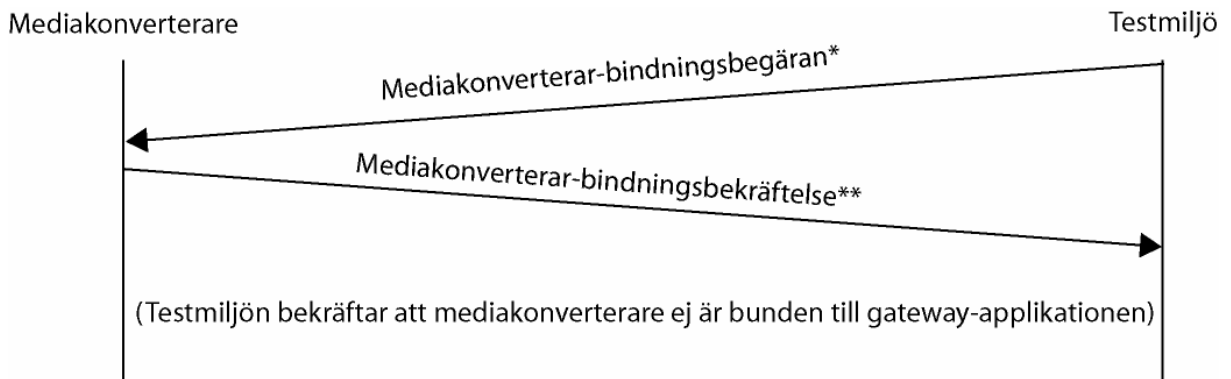 Mediakonverterare
Testmiljö
Mediakonverterar-bindningsbegäran*
Mediakonverterar-bindningsbekräftelse**
(Testmiljön bekräftar att mediakonverterare ej är bunden till gateway-applikationen)